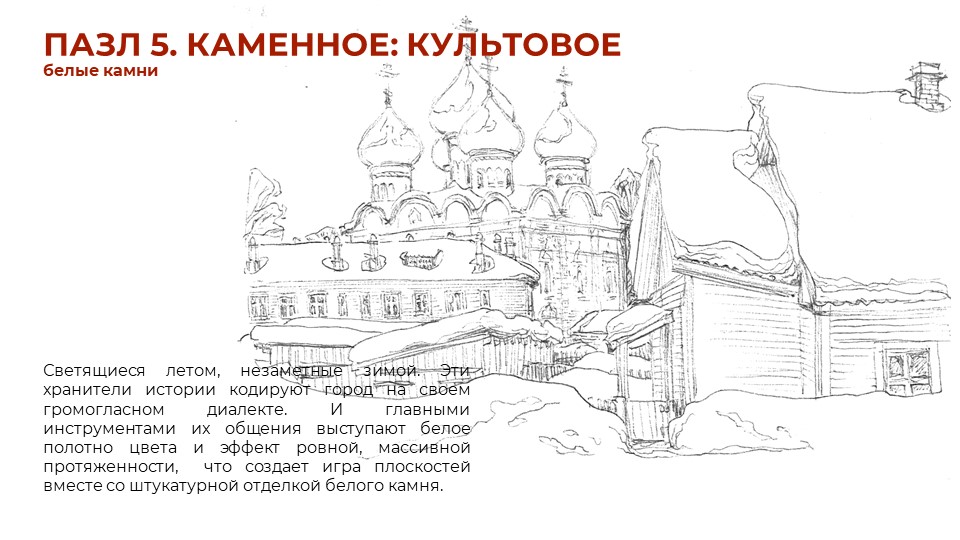 ПАЗЛ 5. КАМЕННОЕ: КУЛЬТОВОЕ
белые камни
Светящиеся летом, незаметные зимой. Эти
хранители истории кодируют город на своем
громогласном диалекте. И главными
инструментами их общения выступают белое
полотно цвета и эффект ровной, массивной
протяженности, что создает игра плоскостей
вместе со штукатурной отделкой белого камня.